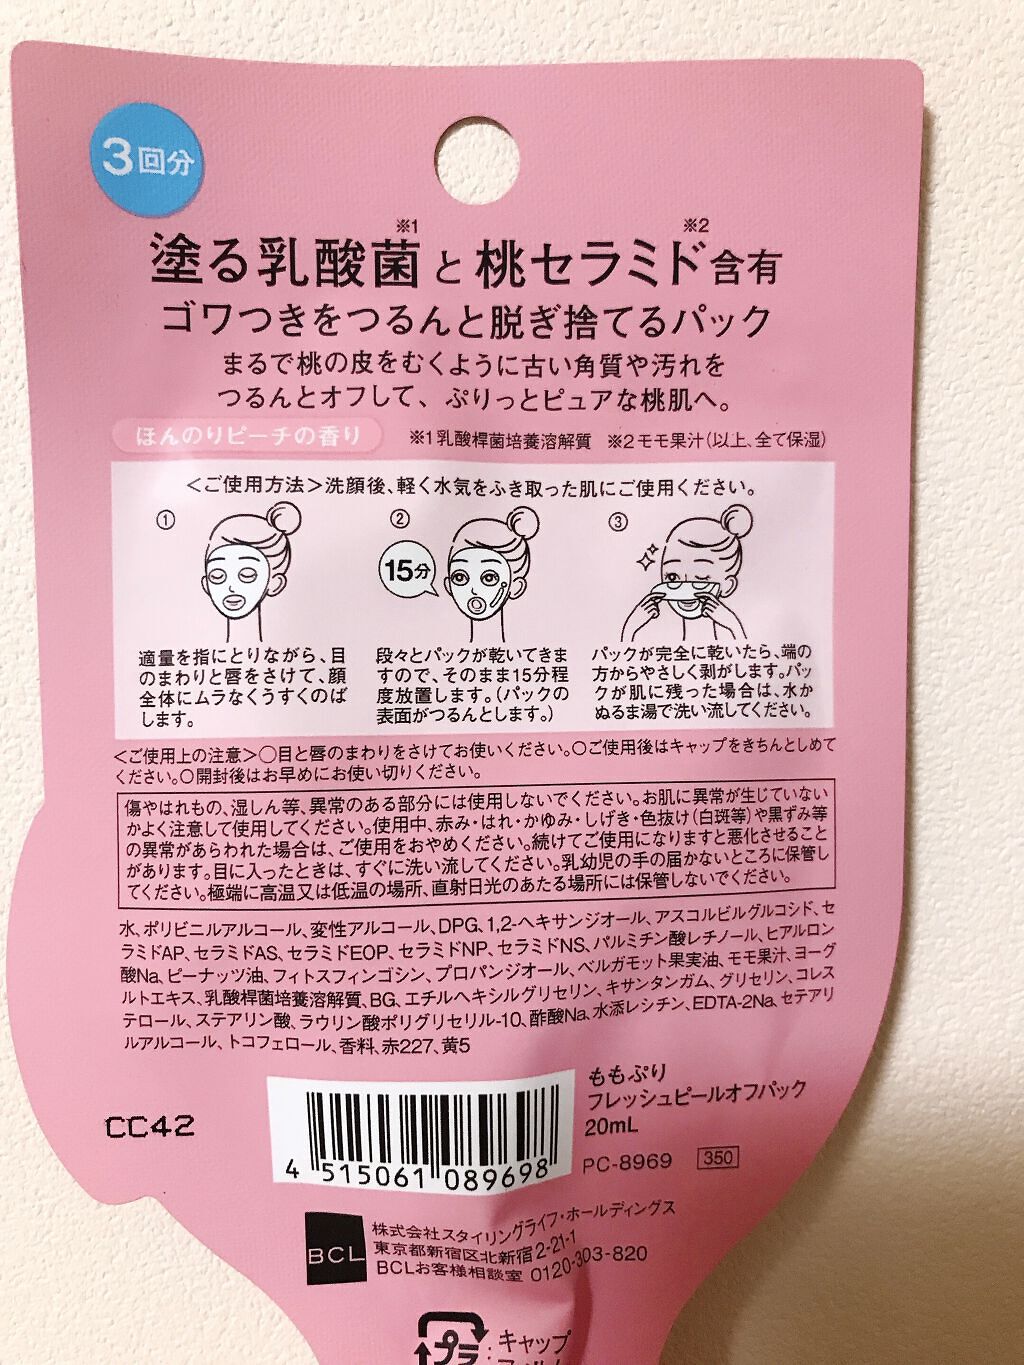 3回分
※1 ※2
塗る乳酸菌と桃セラミド含有
ゴワつきをつるんと脱ぎ捨てるパック
まるで桃の皮をむくように古い角質や汚れを
つるんとオフして、ぷりっとピュアな桃肌へ。
ほんのりピーチの香り ※1乳酸桿菌培養溶解質 ※2モモ果汁(以上、全て保湿)
＜ご使用方法＞洗顔後、軽く水気をふき取った肌にご使用ください。
①
適量を指にとりながら、目
のまわりと唇をさけて、顔
全体にムラなくうすくのば
します。
②
15分
段々とパックが乾いてきま
すので、そのまま15分程
度放置します。(パックの
表面がつるんとします。)
③
パックが完全に乾いたら、端の
方からやさしく剥がします。パッ
クが肌に残った場合は、水か
ぬるま湯で洗い流してください。
＜ご使用上の注意＞○目と唇のまわりをさけてお使いください。○ご使用後はキャップをきちんとしめて
ください。○開封後はお早めにお使い切りください。
傷やはれもの、湿しん等、異常のある部分には使用しないでください。お肌に異常が生じていない
かよく注意して使用してください。使用中、赤み・はれ・かゆみ・しげき・色抜け(白斑等)や黒ずみ等
の異常があらわれた場合は、ご使用をおやめください。続けてご使用になりますと悪化させること
があります。目に入ったときは、すぐに洗い流してください。乳幼児の手の届かないところに保管し
てください。極端に高温又は低温の場所、直射日光のあたる場所には保管しないでください。
水、ポリビニルアルコール、変性アルコール、DPG、1,2-ヘキサンジオール、アスコルビルグルコシド、セ
ラミドAP、セラミドAS、セラミドEOP、セラミドNP、セラミドNS、パルミチン酸レチノール、ヒアルロン
酸Na、ピーナッツ油、フィトスフィンゴシン、プロパンジオール、ベルガモット果実油、モモ果汁、ヨーグ
ルトエキス、乳酸桿菌培養溶解質、BG、エチルヘキシルグリセリン、キサンタンガム、グリセリン、コレス
テロール、ステアリン酸、ラウリン酸ポリグリセリル-10、酢酸Na、水添レシチン、EDTA-2Na、セテアリ
ルアルコール、トコフェロール、香料、赤227、黄5
CC42
4 515061 089698
ももぷり
フレッシュピールオフパック
20mL
PC-8969 350
BCL
株式会社スタイリングライフ・ホールディングス
東京都新宿区北新宿2-21-1
BCLお客様相談室 0120-303-820
プラ：キャップ